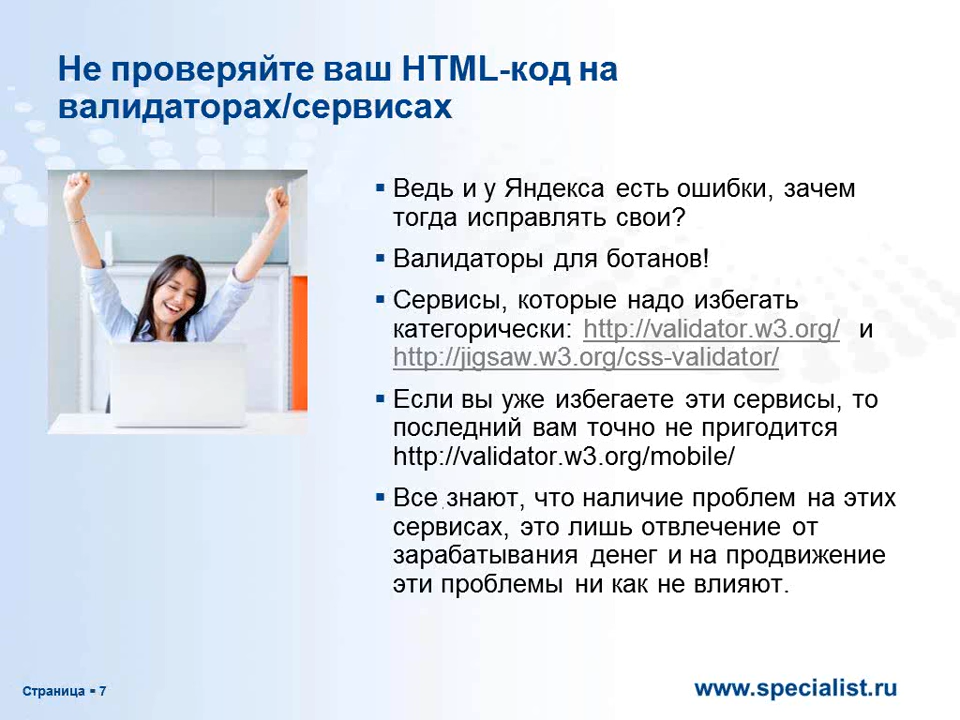 Не проверяйте ваш HTML-код на
валидаторах/сервисах
▪ Ведь и у Яндекса есть ошибки, зачем
тогда исправлять свои?
▪ Валидаторы для ботанов!
▪ Сервисы, которые надо избегать
категорически: http://validator.w3.org/ и
http://jigsaw.w3.org/css-validator/
▪ Если вы уже избегаете эти сервисы, то
последний вам точно не пригодится
http://validator.w3.org/mobile/
▪ Все знают, что наличие проблем на этих
сервисах, это лишь отвлечение от
зарабатывания денег и на продвижение
эти проблемы ни как не влияют.
Страница ▪ 7
www.specialist.ru